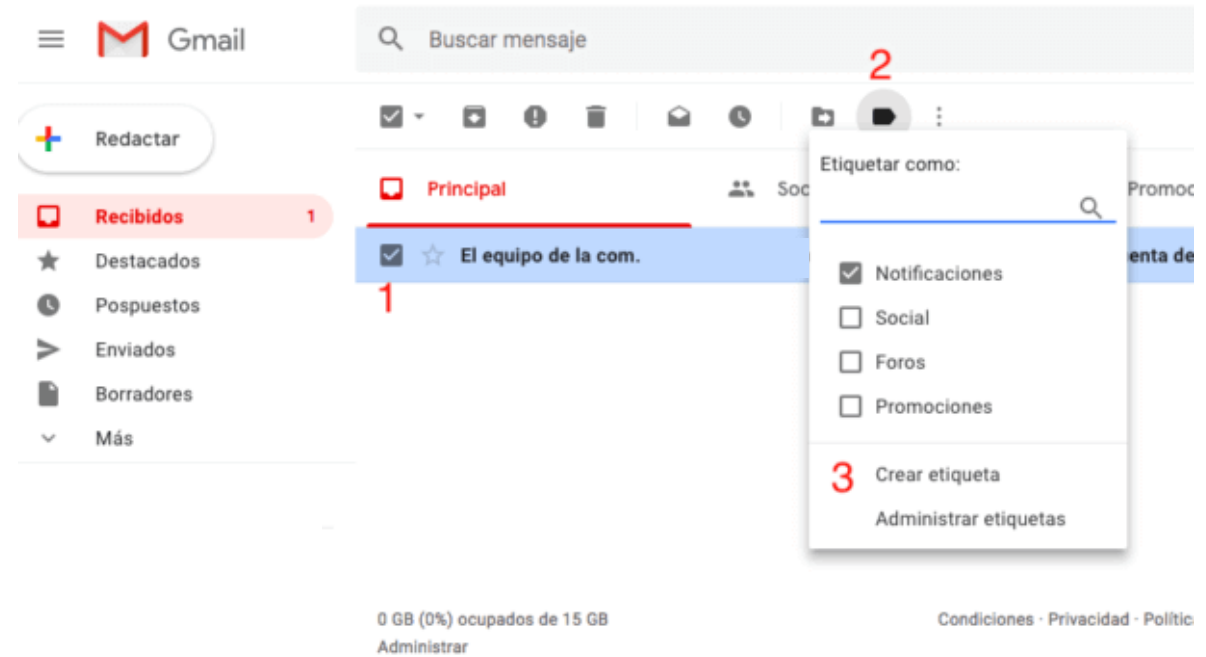 Gmail
Buscar mensaje
2
Redactar
Etiquetar como:
Principal
Soc
Promoc
Recibidos 1
El equipo de la com.
enta de
Destacados
Notificaciones
1
Pospuestos
Social
Enviados
Foros
Borradores
Promociones
Más
3 Crear etiqueta
Administrar etiquetas
0 GB (0%) ocupados de 15 GB
Condiciones · Privacidad · Polític
Administrar